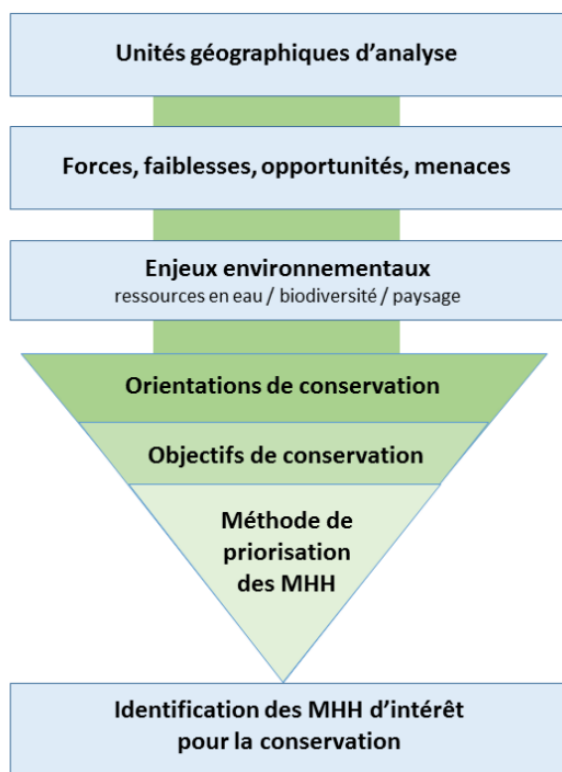 Unités géographiques d’analyse
Forces, faiblesses, opportunités, menaces
Enjeux environnementaux
ressources en eau / biodiversité / paysage
Orientations de conservation
Objectifs de conservation
Méthode de
priorisation
des MHH
Identification des MHH d’intérêt
pour la conservation